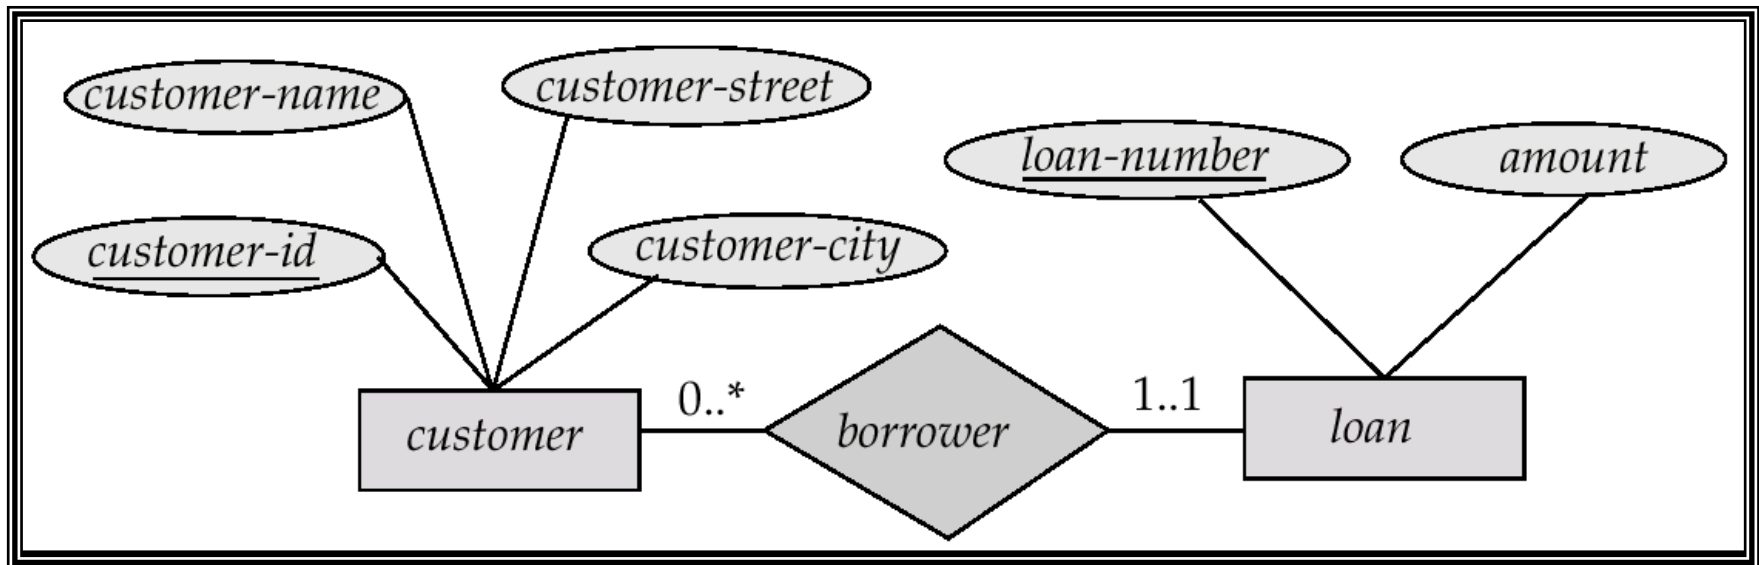 customer-name
customer-street
loan-number
amount
customer-id
customer-city
0..*
1..1
customer
borrower
loan